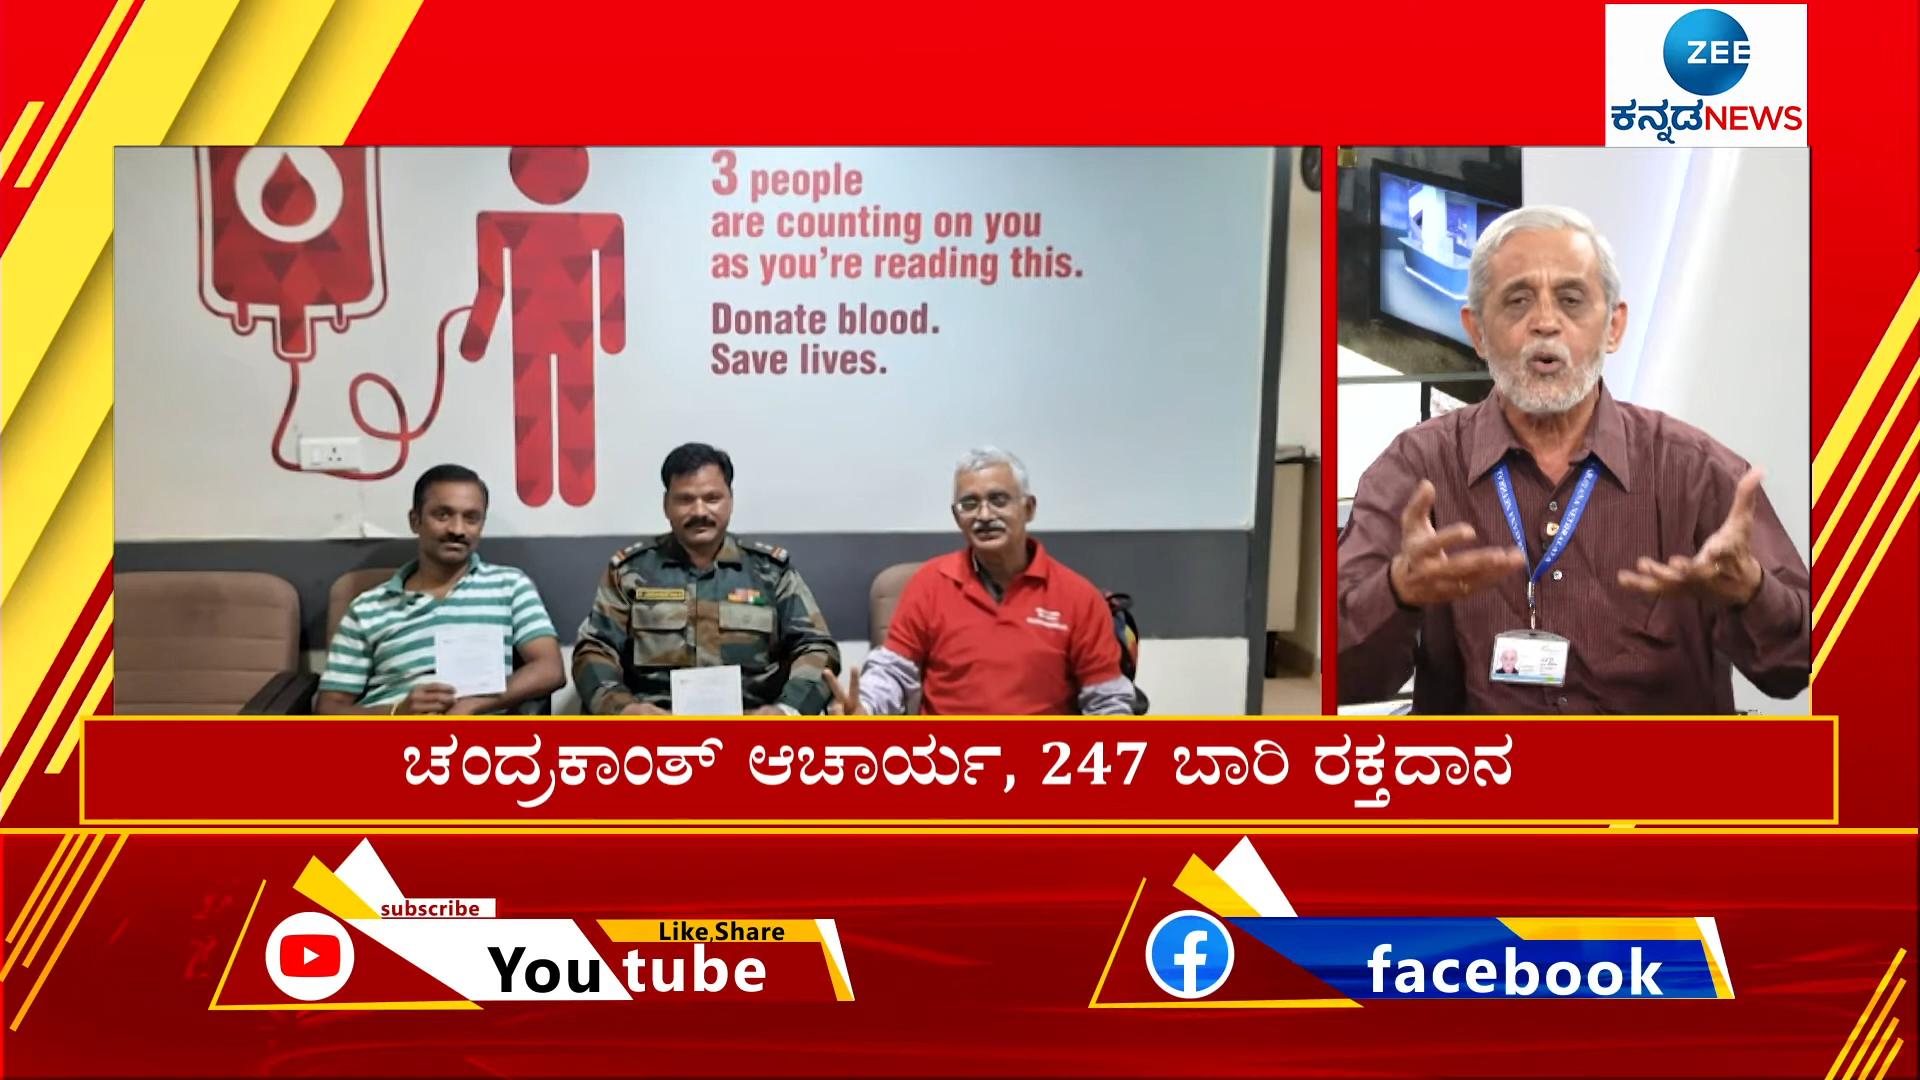 ZEE
ಕನ್ನಡNEWS
3 people
are counting on you
as you're reading this.
Donate blood.
Save lives.
ಚಂದ್ರಕಾಂತ್ ಆಚಾರ್ಯ, 247 ಬಾರಿ ರಕ್ತದಾನ
subscribe
Like,Share
You tube
facebook